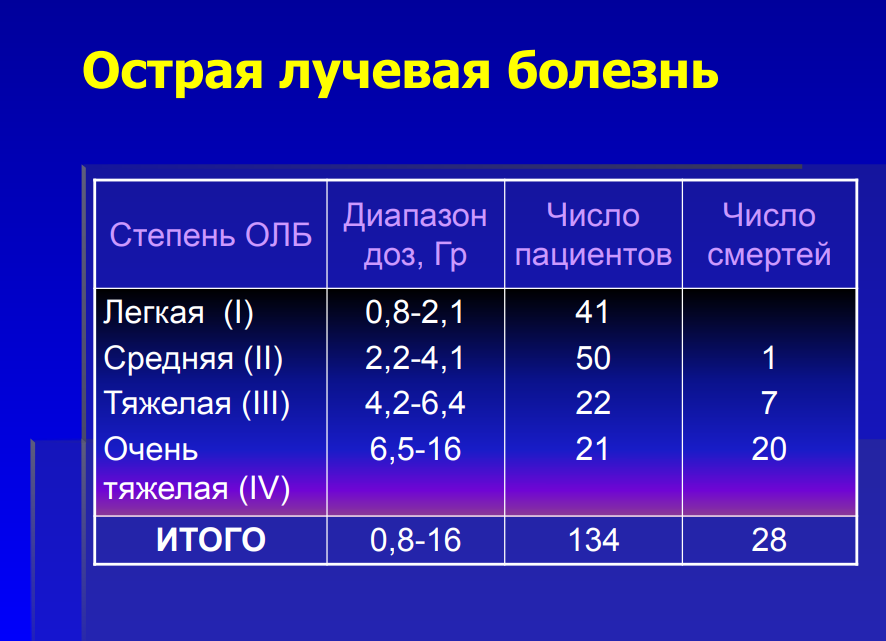 Острая лучевая болезнь
Степень ОЛБ
Диапазон
доз, Гр
Число
пациентов
Число
смертей
Легкая (I) 0,8-2,1 41
Средняя (II) 2,2-4,1 50 1
Тяжелая (III) 4,2-6,4 22 7
Очень 6,5-16 21 20
тяжелая (IV)
ИТОГО 0,8-16 134 28